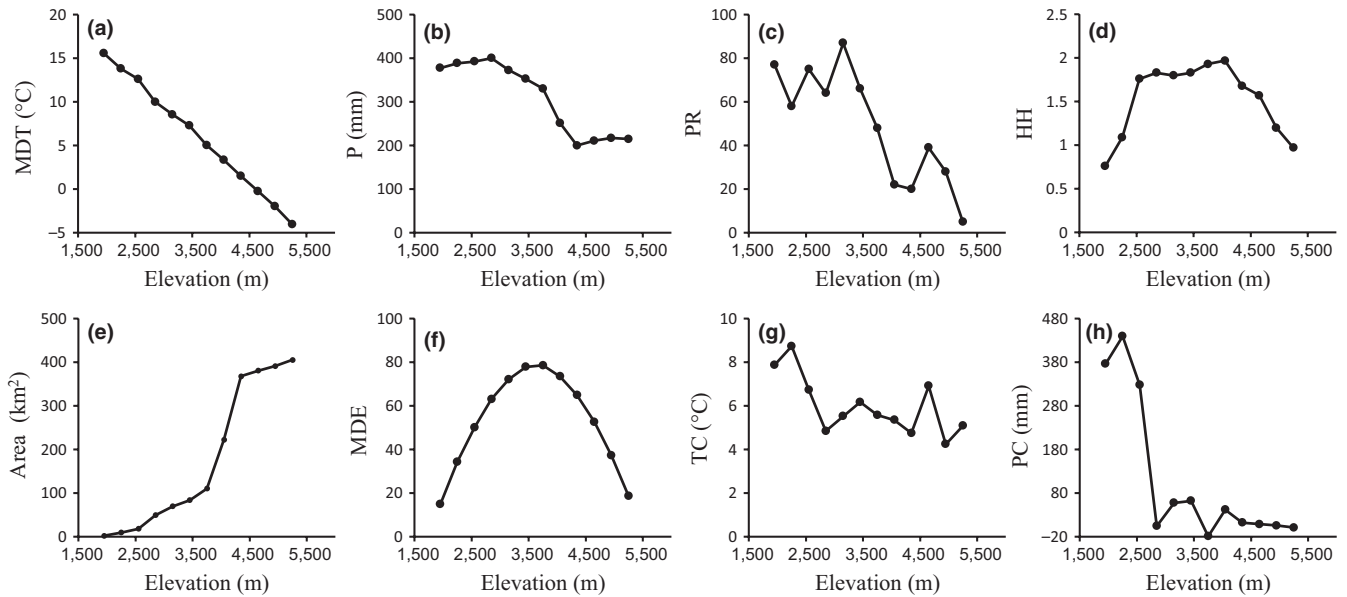 (a)
20
15
10
5
0
–5
MDT (°C)
1,500 2,500 3,500 4,500 5,500
Elevation (m)
(b)
500
400
300
200
100
0
P (mm)
1,500 2,500 3,500 4,500 5,500
Elevation (m)
(c)
100
80
60
40
20
0
PR
1,500 2,500 3,500 4,500 5,500
Elevation (m)
(d)
2.5
2
1.5
1
0.5
0
HH
1,500 2,500 3,500 4,500 5,500
Elevation (m)
(e)
500
400
300
200
100
0
Area (km²)
1,500 2,500 3,500 4,500 5,500
Elevation (m)
(f)
100
80
60
40
20
0
MDE
1,500 2,500 3,500 4,500 5,500
Elevation (m)
(g)
10
8
6
4
2
0
TC (°C)
1,500 2,500 3,500 4,500 5,500
Elevation (m)
(h)
480
380
280
180
80
–20
PC (mm)
1,500 2,500 3,500 4,500 5,500
Elevation (m)